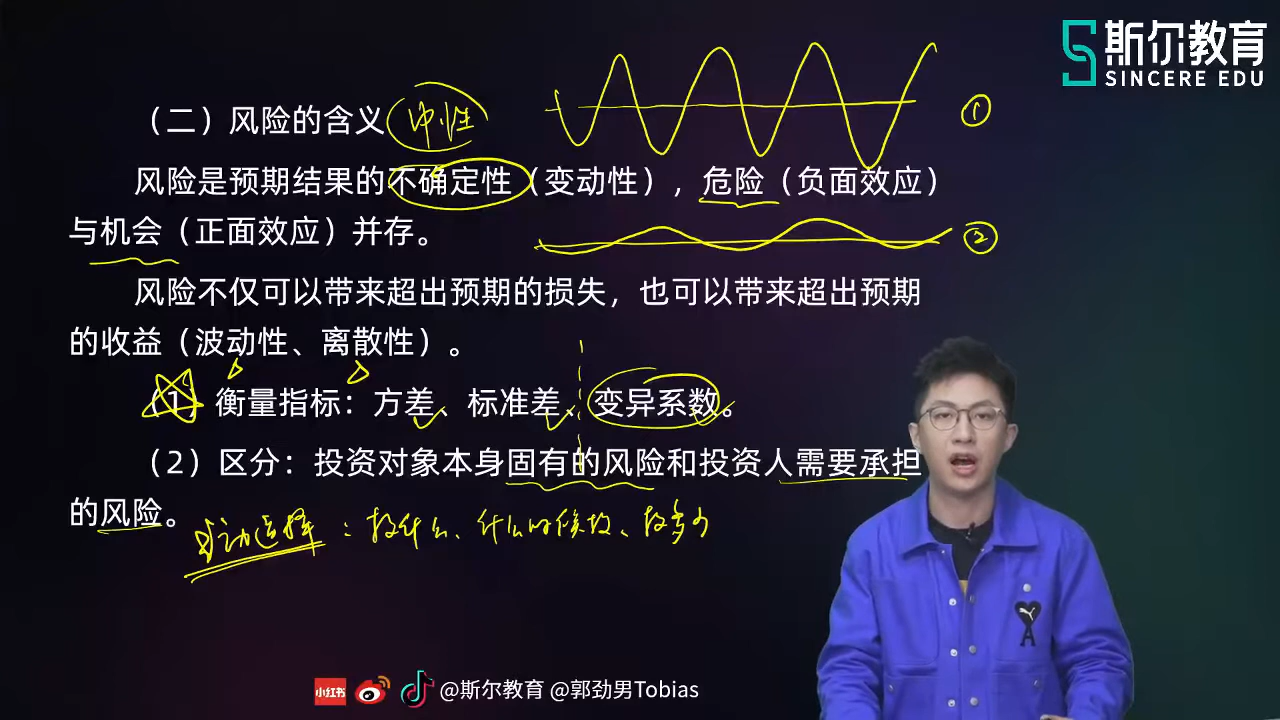 斯尔教育
SINCERE EDU
（二）风险的含义 中性
①
风险是预期结果的不确定性（变动性），危险（负面效应）
与机会（正面效应）并存。
②
风险不仅可以带来超出预期的损失，也可以带来超出预期
的收益（波动性、离散性）。
（1）衡量指标：方差、标准差、变异系数。
（2）区分：投资对象本身固有的风险和投资人需要承担
的风险。
主动选择：投什么、什么时候投、投多少
小红书 @斯尔教育 @郭劲男Tobias